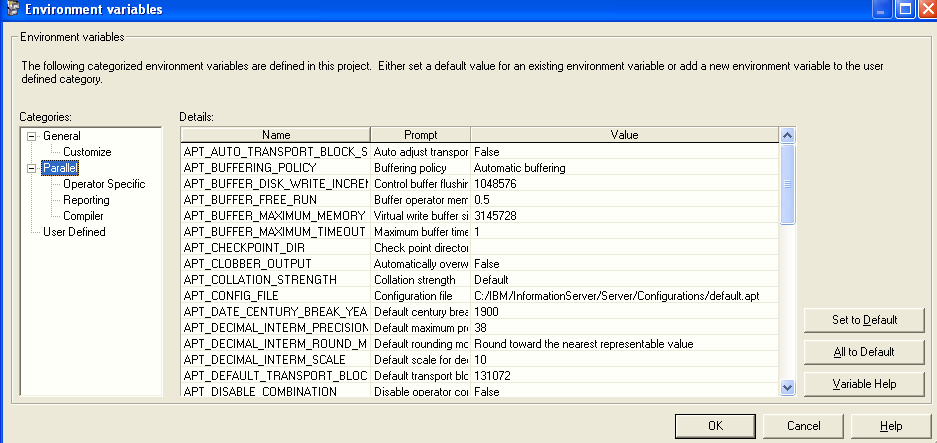 Environment variables
Environment variables
The following categorized environment variables are defined in this project. Either set a default value for an existing environment variable or add a new environment variable to the user
defined category.
Categories:
General
Customize
Parallel
Operator Specific
Reporting
Compiler
User Defined
Details:
Name Prompt Value
APT_AUTO_TRANSPORT_BLOCK_S Auto adjust transpor False
APT_BUFFERING_POLICY Buffering policy Automatic buffering
APT_BUFFER_DISK_WRITE_INCREM Control buffer flushir 1048576
APT_BUFFER_FREE_RUN Buffer operator mem 0.5
APT_BUFFER_MAXIMUM_MEMORY Virtual write buffer si 3145728
APT_BUFFER_MAXIMUM_TIMEOUT Maximum buffer time 1
APT_CHECKPOINT_DIR Check point director
APT_CLOBBER_OUTPUT Automatically overw False
APT_COLLATION_STRENGTH Collation strength Default
APT_CONFIG_FILE Configuration file C:/IBM/InformationServer/Server/Configurations/default.apt
APT_DATE_CENTURY_BREAK_YEA Default century brea 1900
APT_DECIMAL_INTERM_PRECISION Default maximum pr 38
APT_DECIMAL_INTERM_ROUND_M Default rounding mo Round toward the nearest representable value
APT_DECIMAL_INTERM_SCALE Default scale for dec 10
APT_DEFAULT_TRANSPORT_BLOC Default transport bloc 131072
APT_DISABLE_COMBINATION Disable operator cor False
Set to Default
All to Default
Variable Help
OK
Cancel
Help